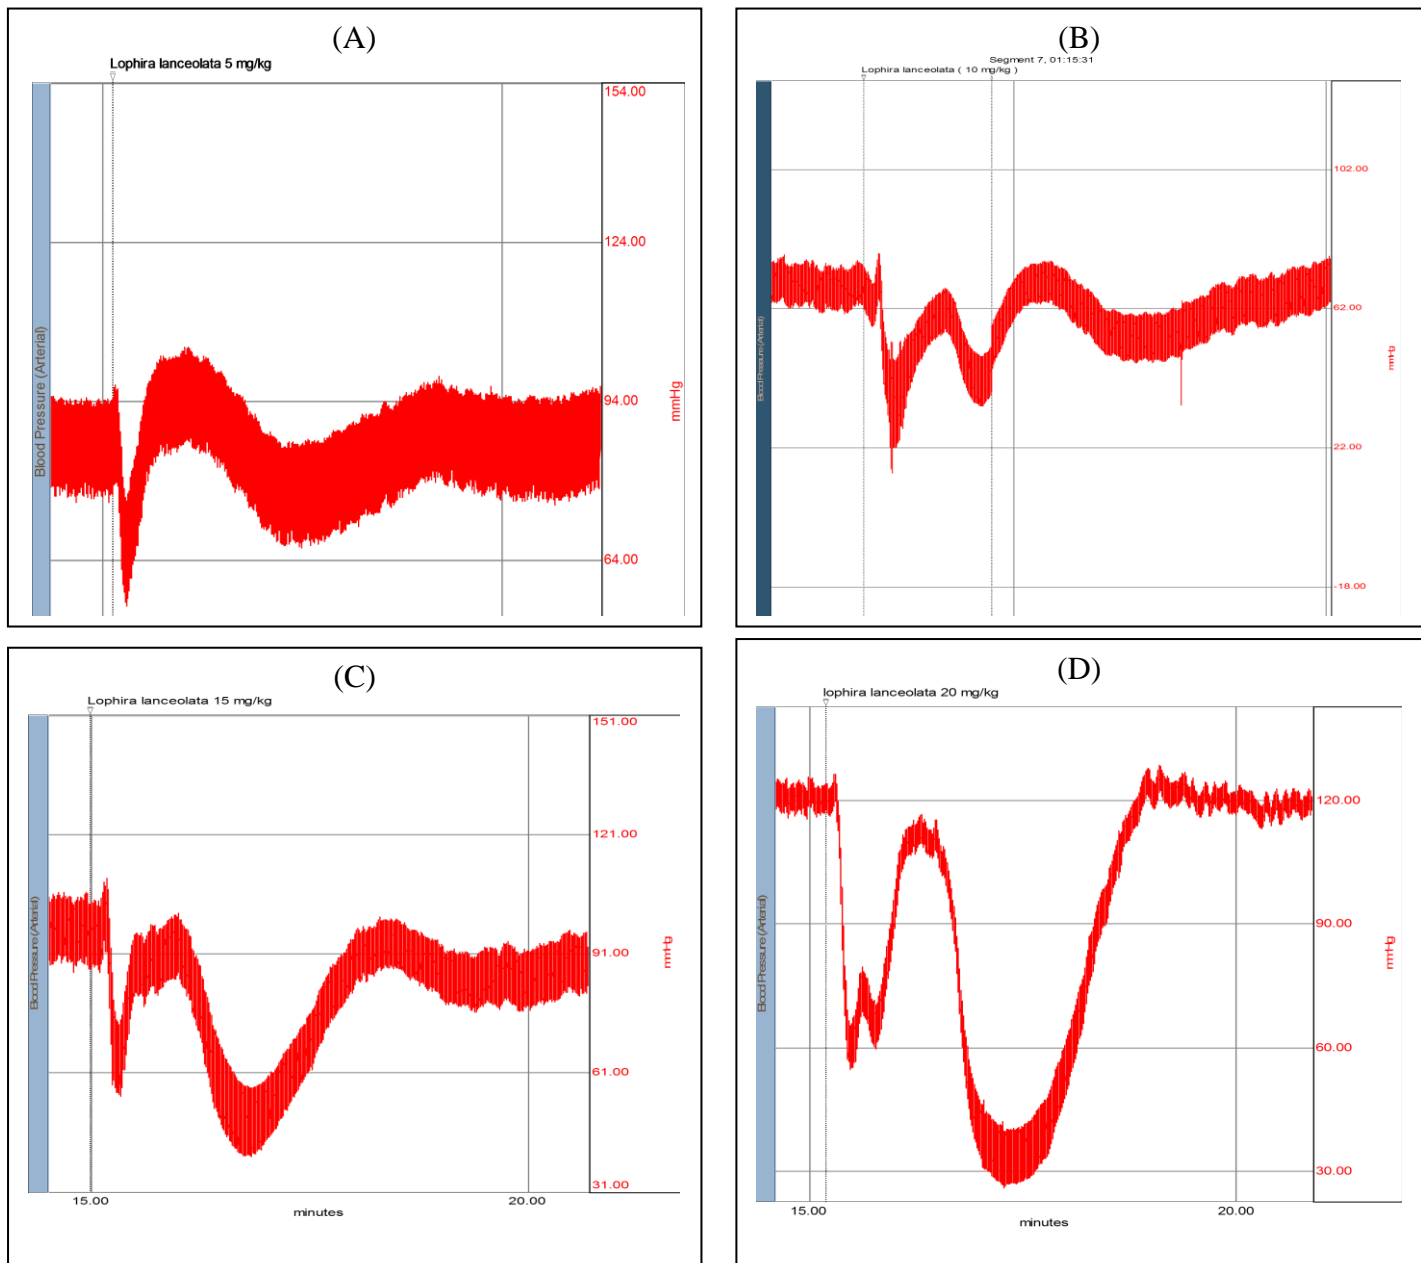 (A)
Lophira lanceolata 5 mg/kg
154.00
124.00
94.00
64.00
mmHg
Blood Pressure (Arterial)
(B)
Segment 7, 01:15:31
Lophira lanceolata ( 10 mg/kg )
102.00
62.00
22.00
-18.00
mmHg
Blood Pressure (Arterial)
(C)
Lophira lanceolata 15 mg/kg
151.00
121.00
91.00
61.00
31.00
mmHg
Blood Pressure (Arterial)
15.00
20.00
minutes
(D)
lophira lanceolata 20 mg/kg
120.00
90.00
60.00
30.00
mmHg
Blood Pressure (Arterial)
15.00
20.00
minutes